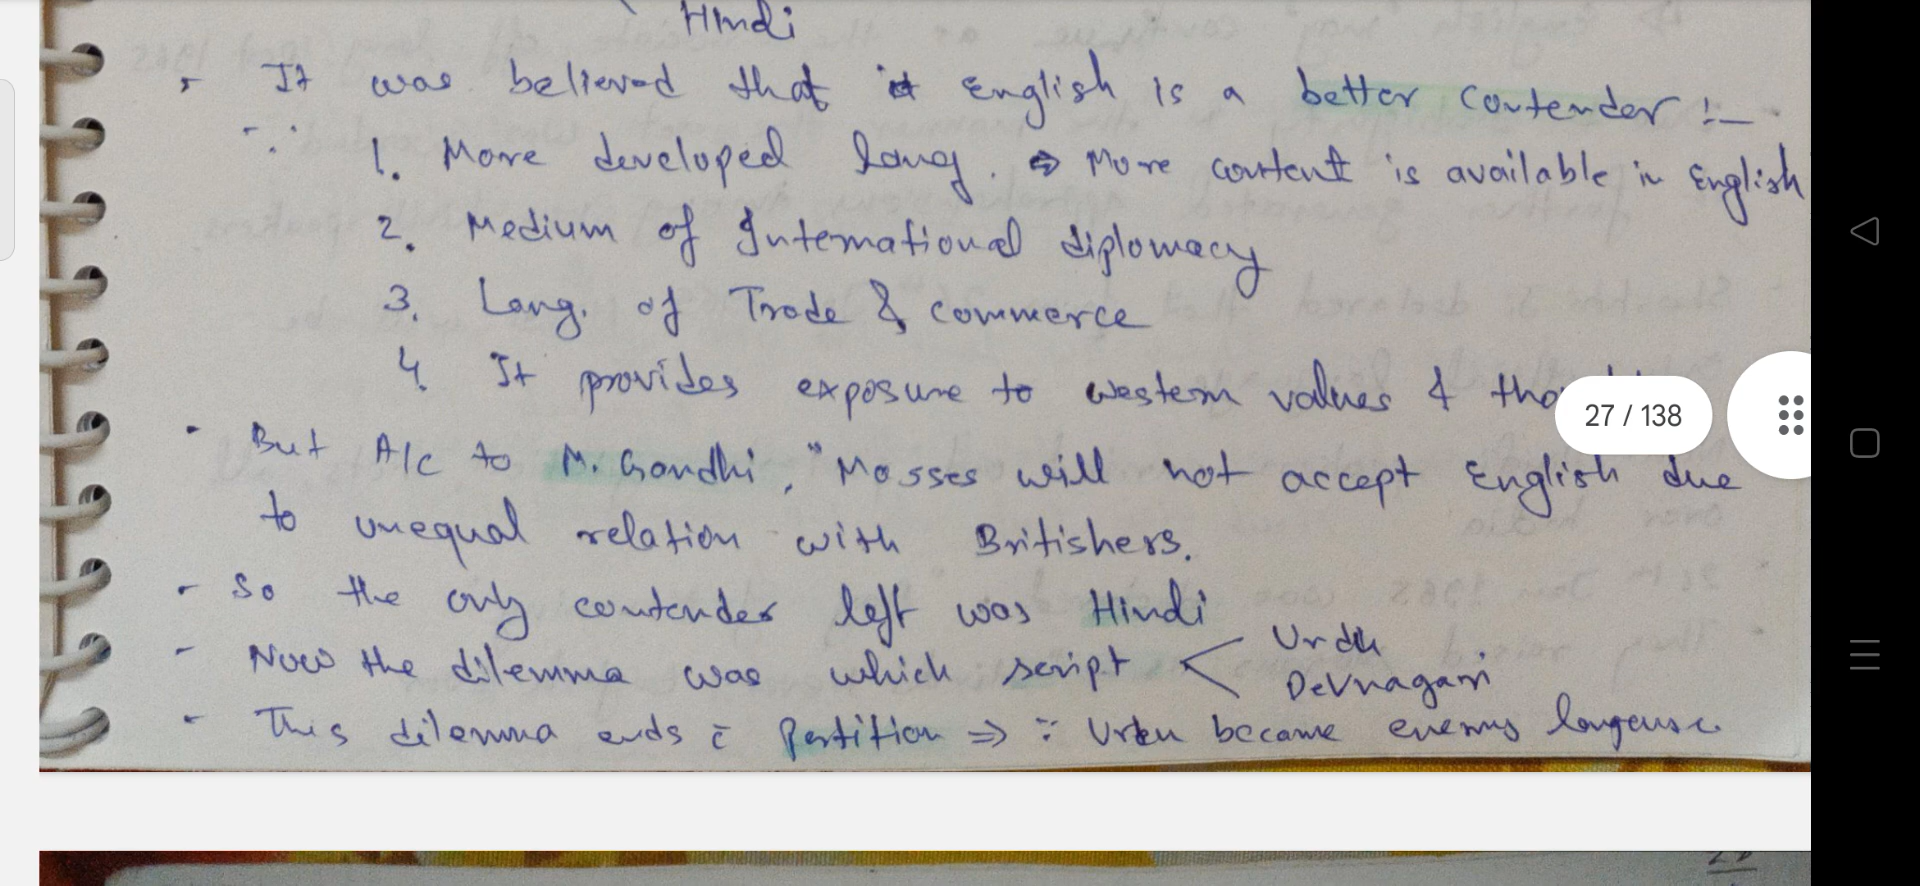 Hindi
It was believed that English is a better contender :-
∵ 1. More developed lang. ⇒ More content is available in English
2. Medium of International diplomacy
3. Lang. of Trade & commerce
4. It provides exposure to western values &
27 / 138
- But A/c to M. Gandhi, "Masses will not accept English due
to unequal relation with Britishers.
- So the only contender left was Hindi
- Now the dilemma was which script < Urdu
Devnagari
- This dilemma ends c̄ Partition ⇒ ∵ Urdu became enemy